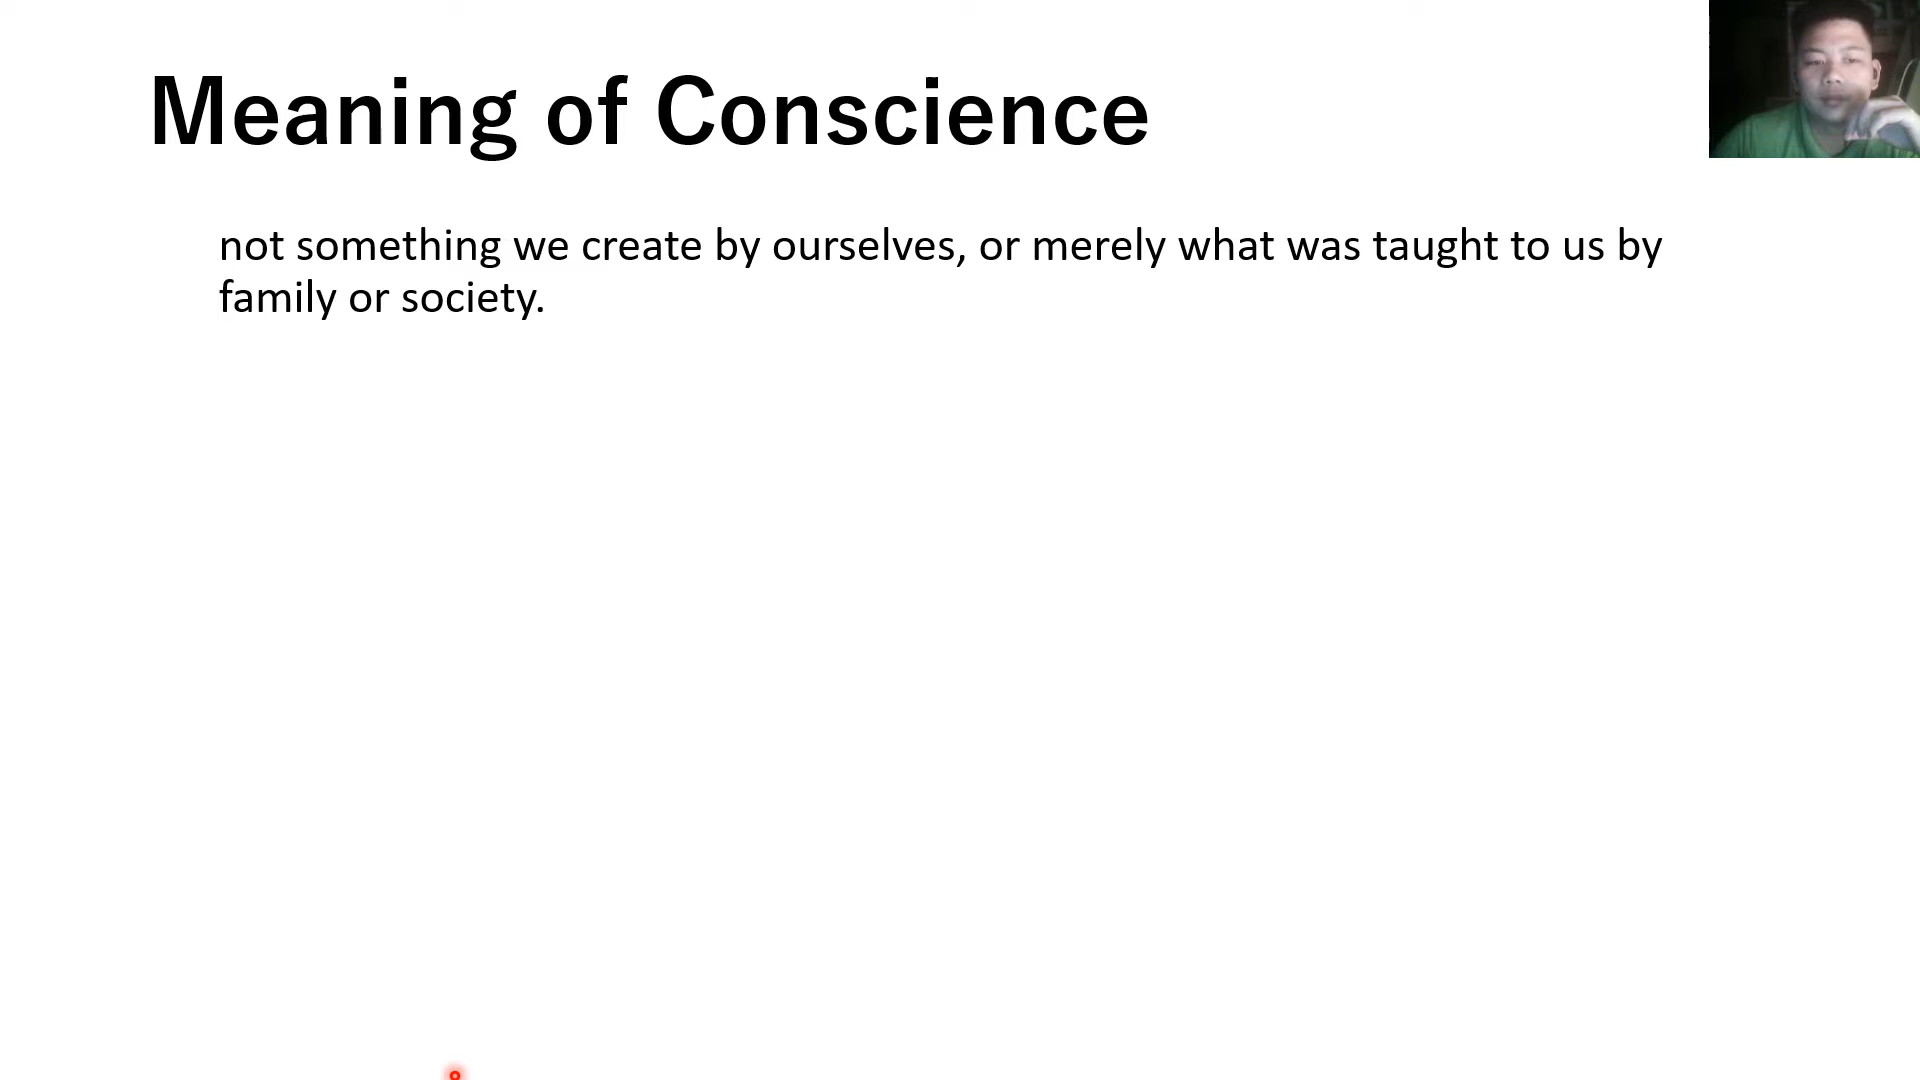 Meaning of Conscience
not something we create by ourselves, or merely what was taught to us by
family or society.